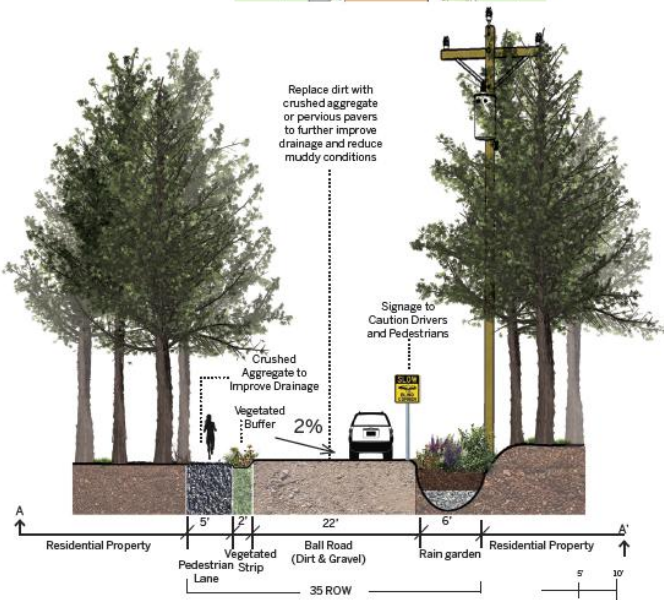 Replace dirt with
crushed aggregate
or pervious pavers
to further improve
drainage and reduce
muddy conditions
Signage to
Caution Drivers
and Pedestrians
Crushed
Aggregate to
Improve Drainage
SLOW
BLIND
CORNER
Vegetated
Buffer
2%
A
5'
2'
22'
6'
A'
Residential Property
Pedestrian
Lane
Vegetated
Strip
Ball Road
(Dirt & Gravel)
Rain garden
Residential Property
35 ROW
5'
10'